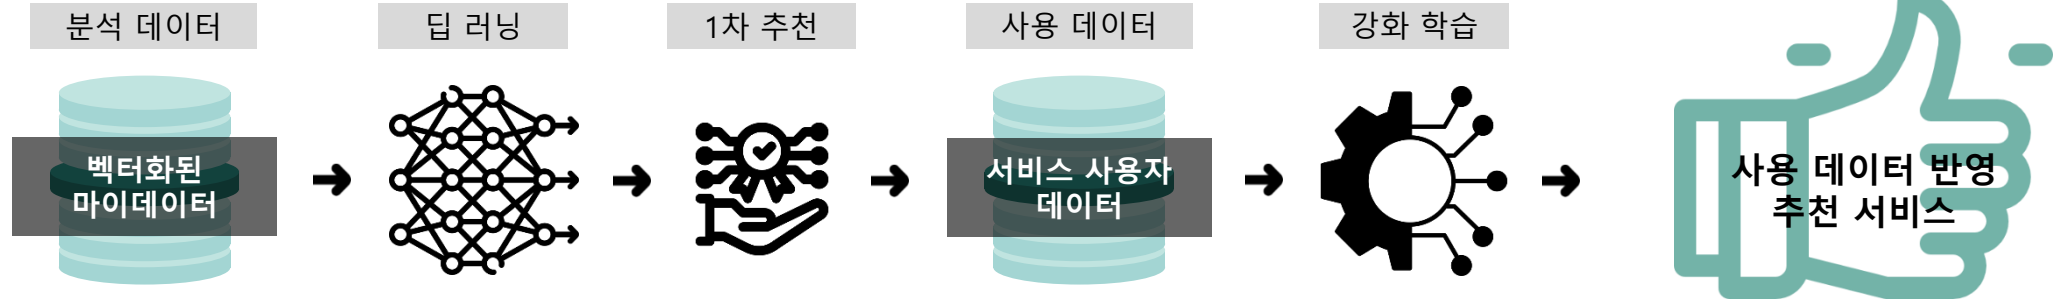 분석 데이터
딥 러닝
1차 추천
사용 데이터
강화 학습
벡터화된
마이데이터
서비스 사용자
데이터
사용 데이터 반영
추천 서비스